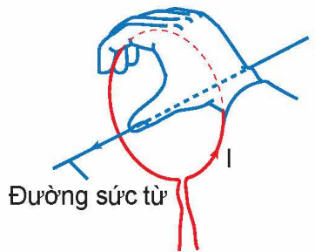 I
Đường sức từ